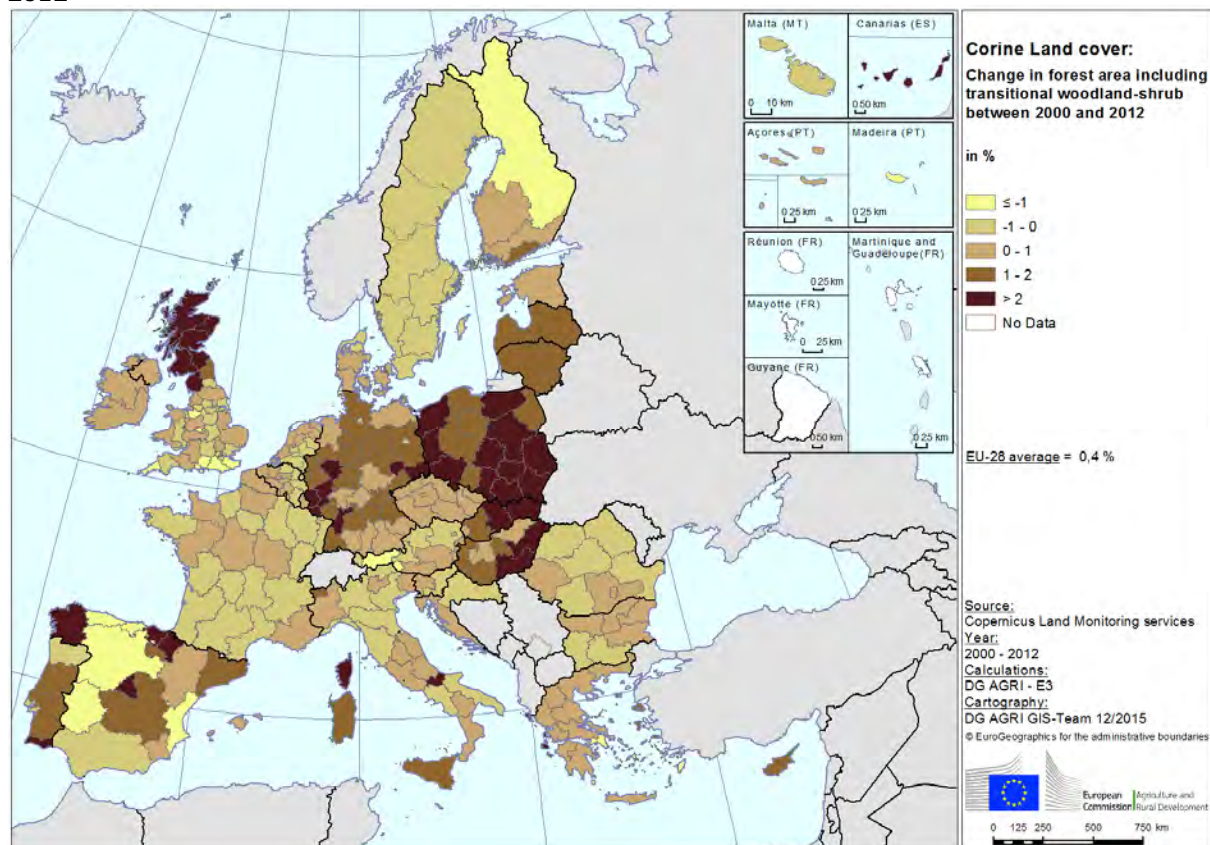 2012
Malta (MT)
0 10 km
Canarias (ES)
0 50 km
Açores (PT)
0 25 km
Madeira (PT)
0 25 km
Réunion (FR)
0 25 km
Martinique and
Guadeloupe(FR)
0 25 km
Mayotte (FR)
0 25 km
Guyane (FR)
0 50 km
Corine Land cover:
Change in forest area including
transitional woodland-shrub
between 2000 and 2012
in %
≤ -1
-1 - 0
0 - 1
1 - 2
> 2
No Data
EU-28 average = 0,4 %
Source:
Copernicus Land Monitoring services
Year:
2000 - 2012
Calculations:
DG AGRI - E3
Cartography:
DG AGRI GIS-Team 12/2015
© EuroGeographics for the administrative boundaries
European
Commission
Agriculture and
Rural Development
0 125 250 500 750 km